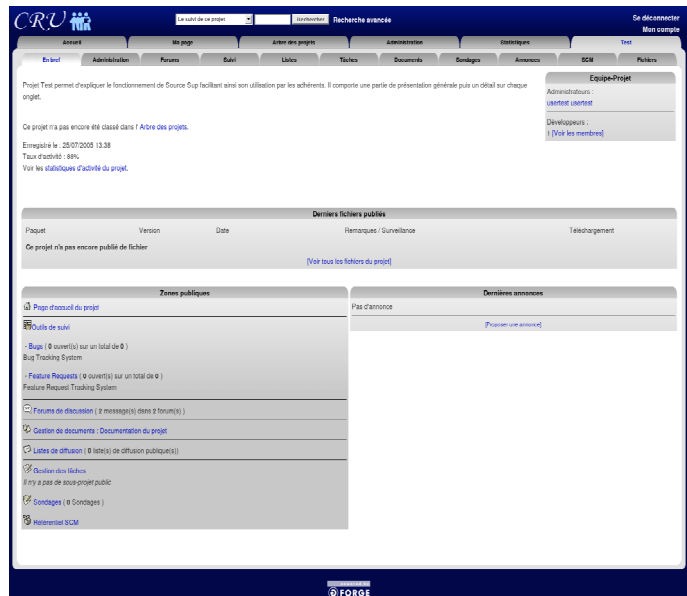 CRU
Le suivi de ce projet
Rechercher
Recherche avancée
Se déconnecter
Mon compte
Accueil
Ma page
Arbre des projets
Administration
Statistiques
Test
En bref
Administration
Forums
Suivi
Listes
Tâches
Documents
Sondages
Annonces
SCM
Fichiers
Projet Test permet d'expliquer le fonctionnement de Source Sup facilitant ainsi son utilisation par les adhérents. Il comporte une partie de présentation générale puis un détail sur chaque
onglet.
Ce projet n'a pas encore été classé dans l' Arbre des projets.
Enregistré le : 25/07/2005 13:38
Taux d'activité : 88%
Voir les statistiques d'activité du projet.
Equipe-Projet
Administrateurs :
usertest usertest
Développeurs :
1 [Voir les membres]
Derniers fichiers publiés
Paquet
Version
Date
Remarques / Surveillance
Téléchargement
Ce projet n'a pas encore publié de fichier
[Voir tous les fichiers du projet]
Zones publiques
Page d'accueil du projet
Outils de suivi
- Bugs ( 0 ouvert(s) sur un total de 0 )
Bug Tracking System
- Feature Requests ( 0 ouvert(s) sur un total de 0 )
Feature Request Tracking System
Forums de discussion ( 2 message(s) dans 2 forum(s) )
Gestion de documents : Documentation du projet
Listes de diffusion ( 0 liste(s) de diffusion publique(s))
Gestion des tâches
Il n'y a pas de sous-projet public
Sondages ( 0 Sondages )
Référentiel SCM
Dernières annonces
Pas d'annonce
[Proposer une annonce]
powered by
FORGE